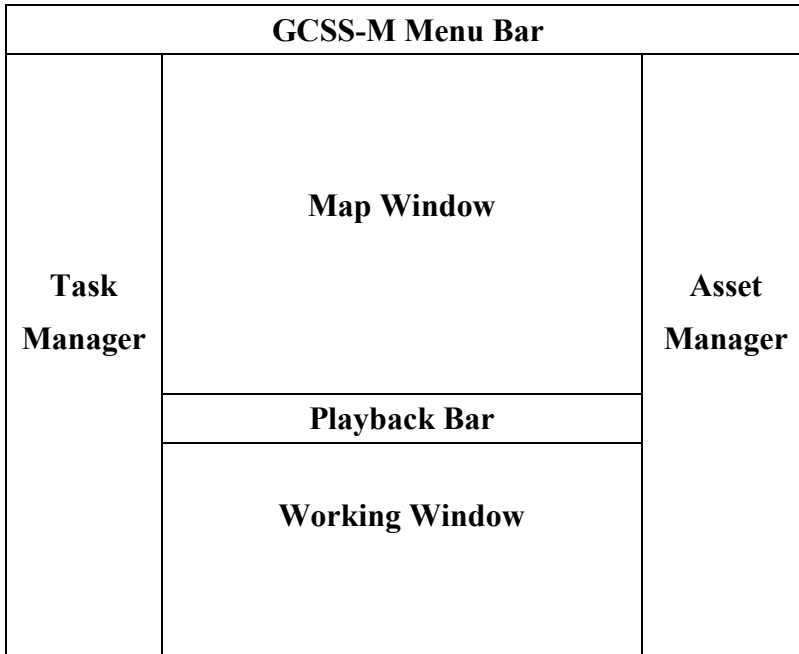 GCSS-M Menu Bar
Task
Manager
Map Window
Playback Bar
Working Window
Asset
Manager